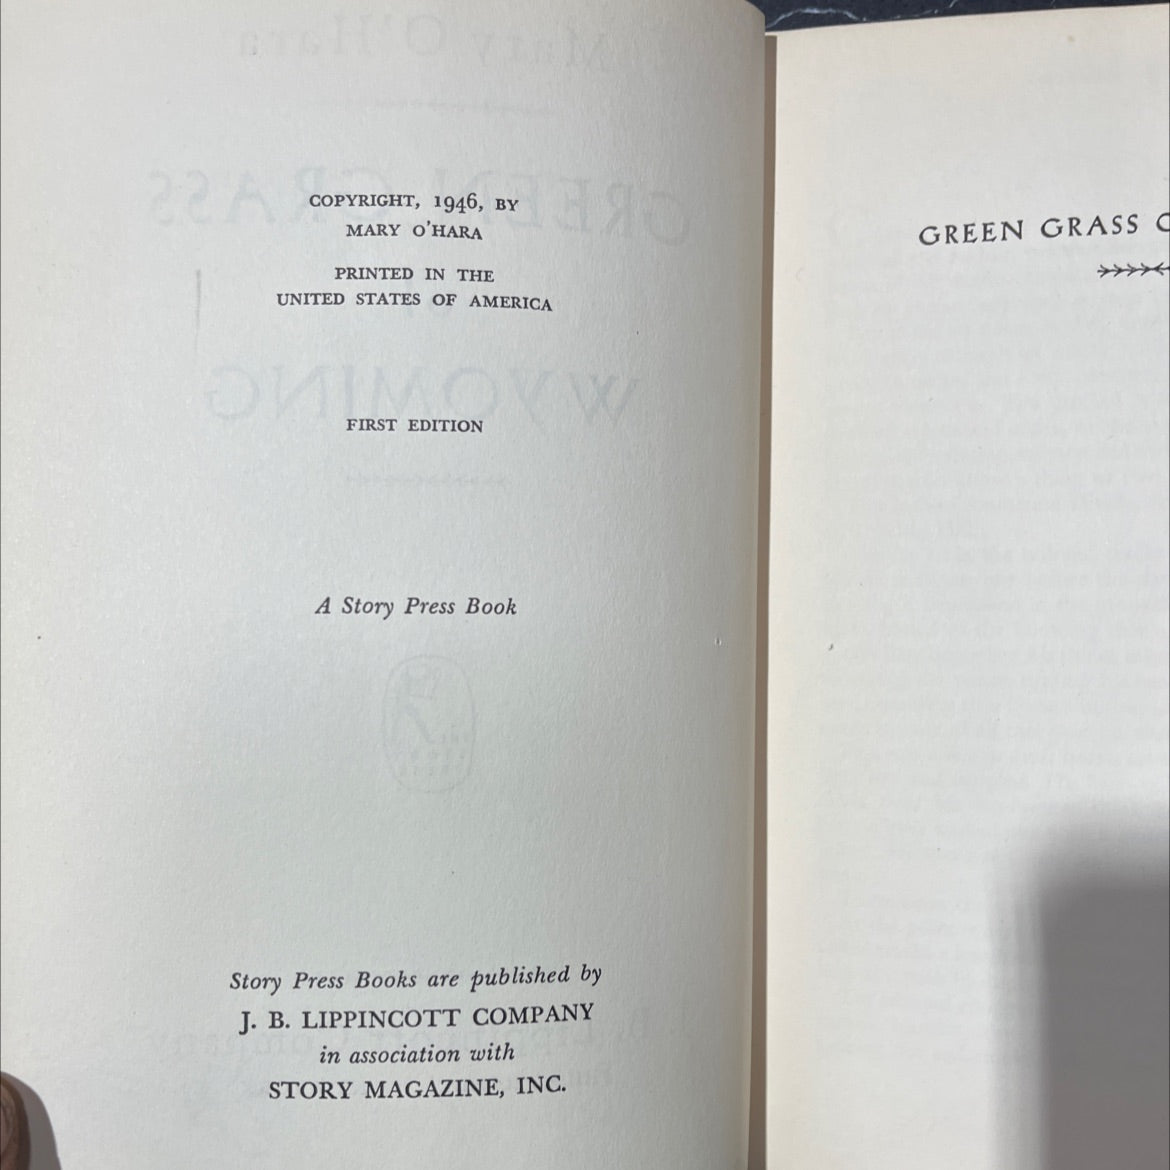 COPYRIGHT, 1946, BY
MARY O'HARA
PRINTED IN THE
UNITED STATES OF AMERICA
FIRST EDITION
A Story Press Book
Story Press Books are published by
J. B. LIPPINCOTT COMPANY
in association with
STORY MAGAZINE, INC.
GREEN GRASS